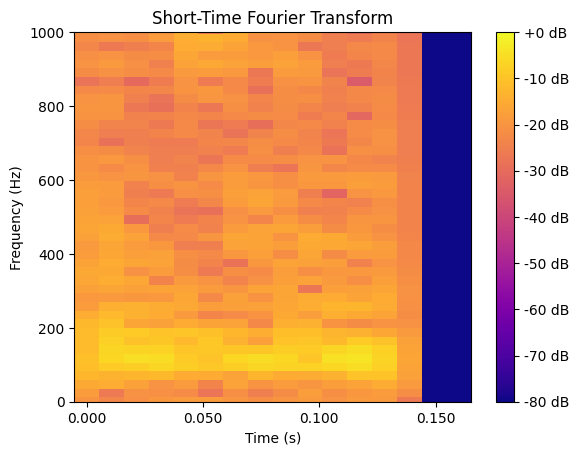 Short-Time Fourier Transform
1000
800
600
400
200
0
Frequency (Hz)
0.000
0.050
0.100
0.150
Time (s)
+0 dB
-10 dB
-20 dB
-30 dB
-40 dB
-50 dB
-60 dB
-70 dB
-80 dB